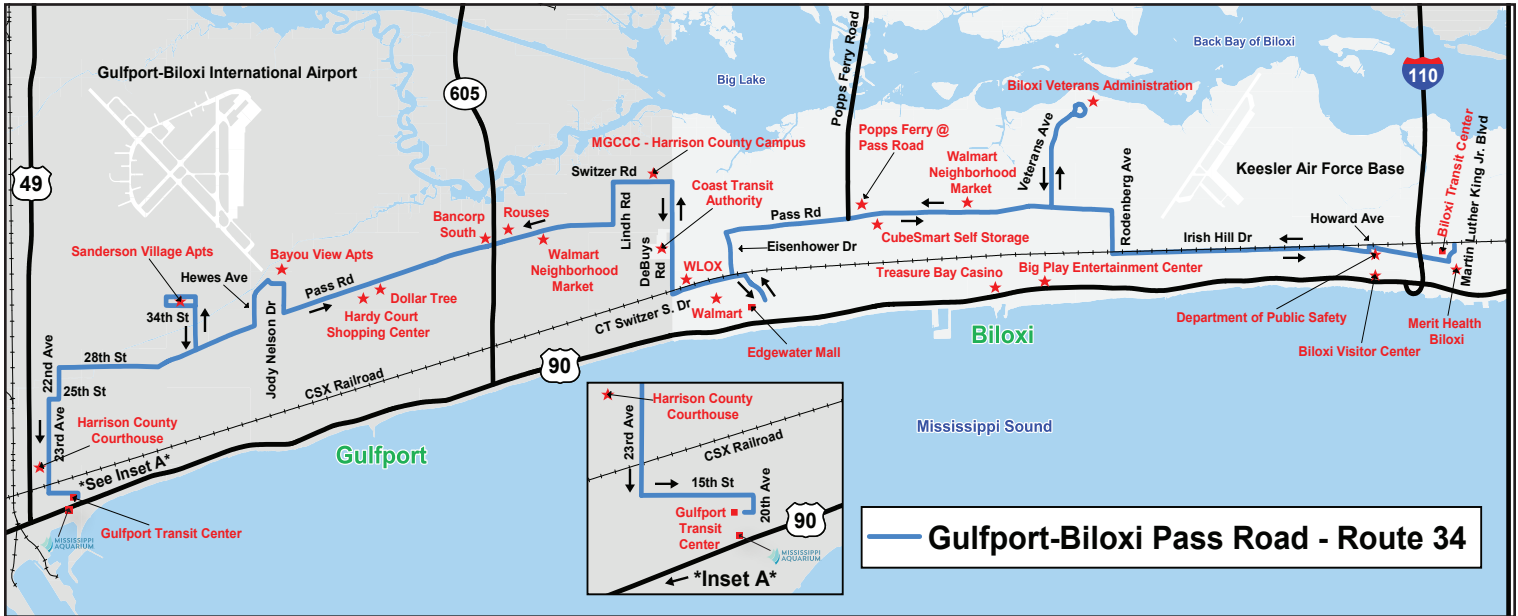 Gulfport-Biloxi International Airport
49
605
Big Lake
Popps Ferry Road
Back Bay of Biloxi
110
Biloxi Veterans Administration
MGCCC - Harrison County Campus
Switzer Rd
Lindh Rd
Coast Transit
Authority
DeBuys
Rd
Popps Ferry @
Pass Road
Walmart
Neighborhood
Market
Veterans Ave
Rodenberg Ave
Keesler Air Force Base
Howard Ave
Biloxi Transit Center
Martin Luther King Jr. Blvd
Sanderson Village Apts
Hewes Ave
Bayou View Apts
Bancorp
South
Rouses
Walmart
Neighborhood
Market
Pass Rd
Dollar Tree
Hardy Court
Shopping Center
34th St
Jody Nelson Dr
WLOX
Walmart
CT Switzer S. Dr
Edgewater Mall
Pass Rd
Eisenhower Dr
CubeSmart Self Storage
Treasure Bay Casino
Big Play Entertainment Center
Irish Hill Dr
Department of Public Safety
Biloxi Visitor Center
Merit Health
Biloxi
Biloxi
22nd Ave
28th St
25th St
23rd Ave
CSX Railroad
90
Harrison County
Courthouse
*See Inset A*
Gulfport Transit Center
MISSISSIPPI
AQUARIUM
Gulfport
Mississippi Sound
Harrison County
Courthouse
23rd Ave
CSX Railroad
15th St
20th Ave
Gulfport
Transit
Center
90
MISSISSIPPI
AQUARIUM
*Inset A*
Gulfport-Biloxi Pass Road - Route 34